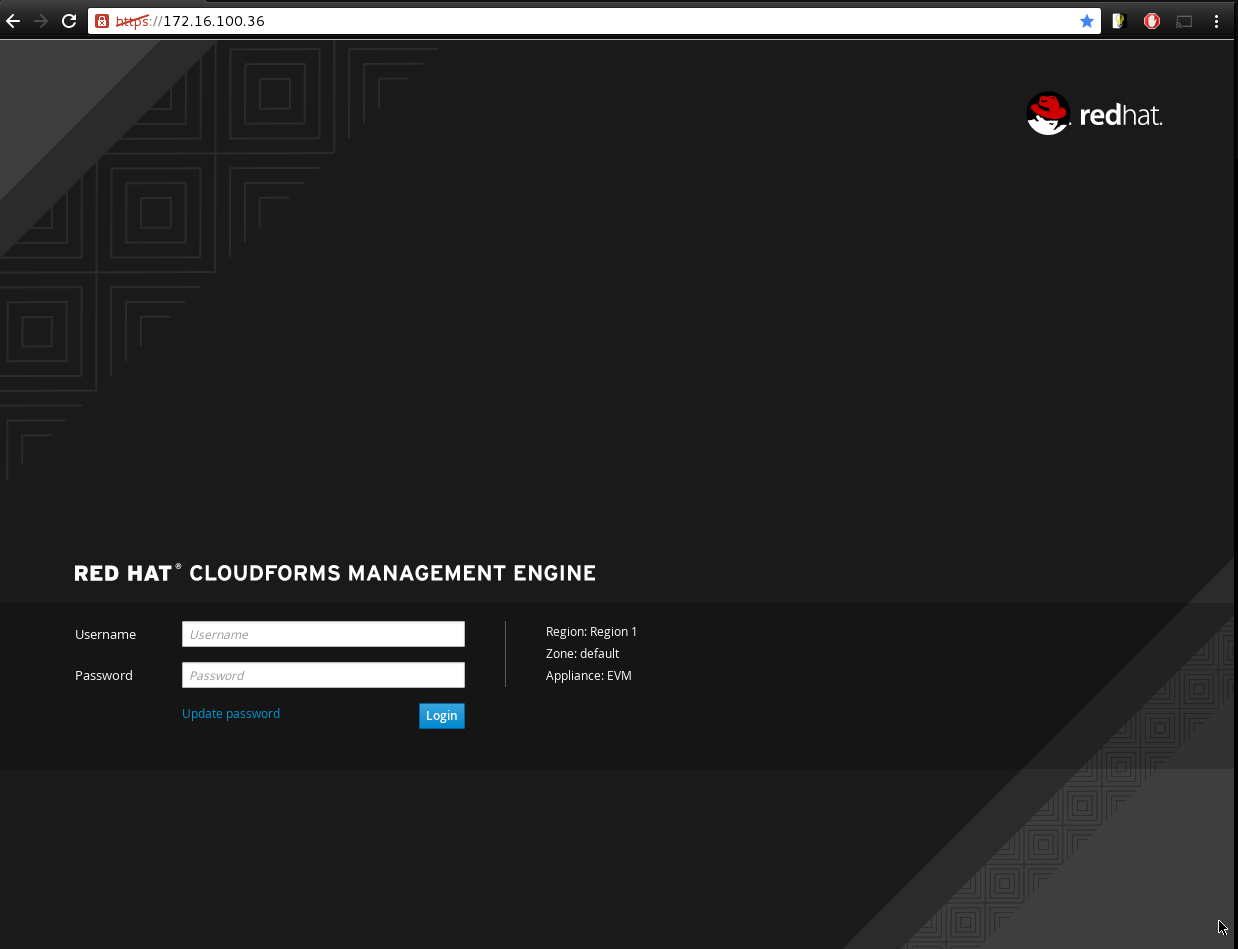 https://172.16.100.36
redhat.
RED HAT® CLOUDFORMS MANAGEMENT ENGINE
Username
Username
Password
Password
Update password
Login
Region: Region 1
Zone: default
Appliance: EVM